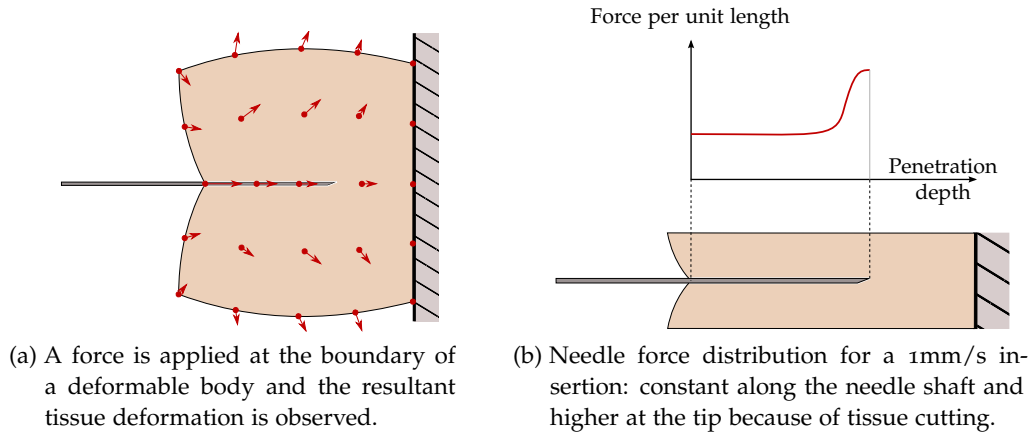 Force per unit length
Penetration
depth
(a) A force is applied at the boundary of
a deformable body and the resultant
tissue deformation is observed.
(b) Needle force distribution for a 1mm/s in-
sertion: constant along the needle shaft and
higher at the tip because of tissue cutting.